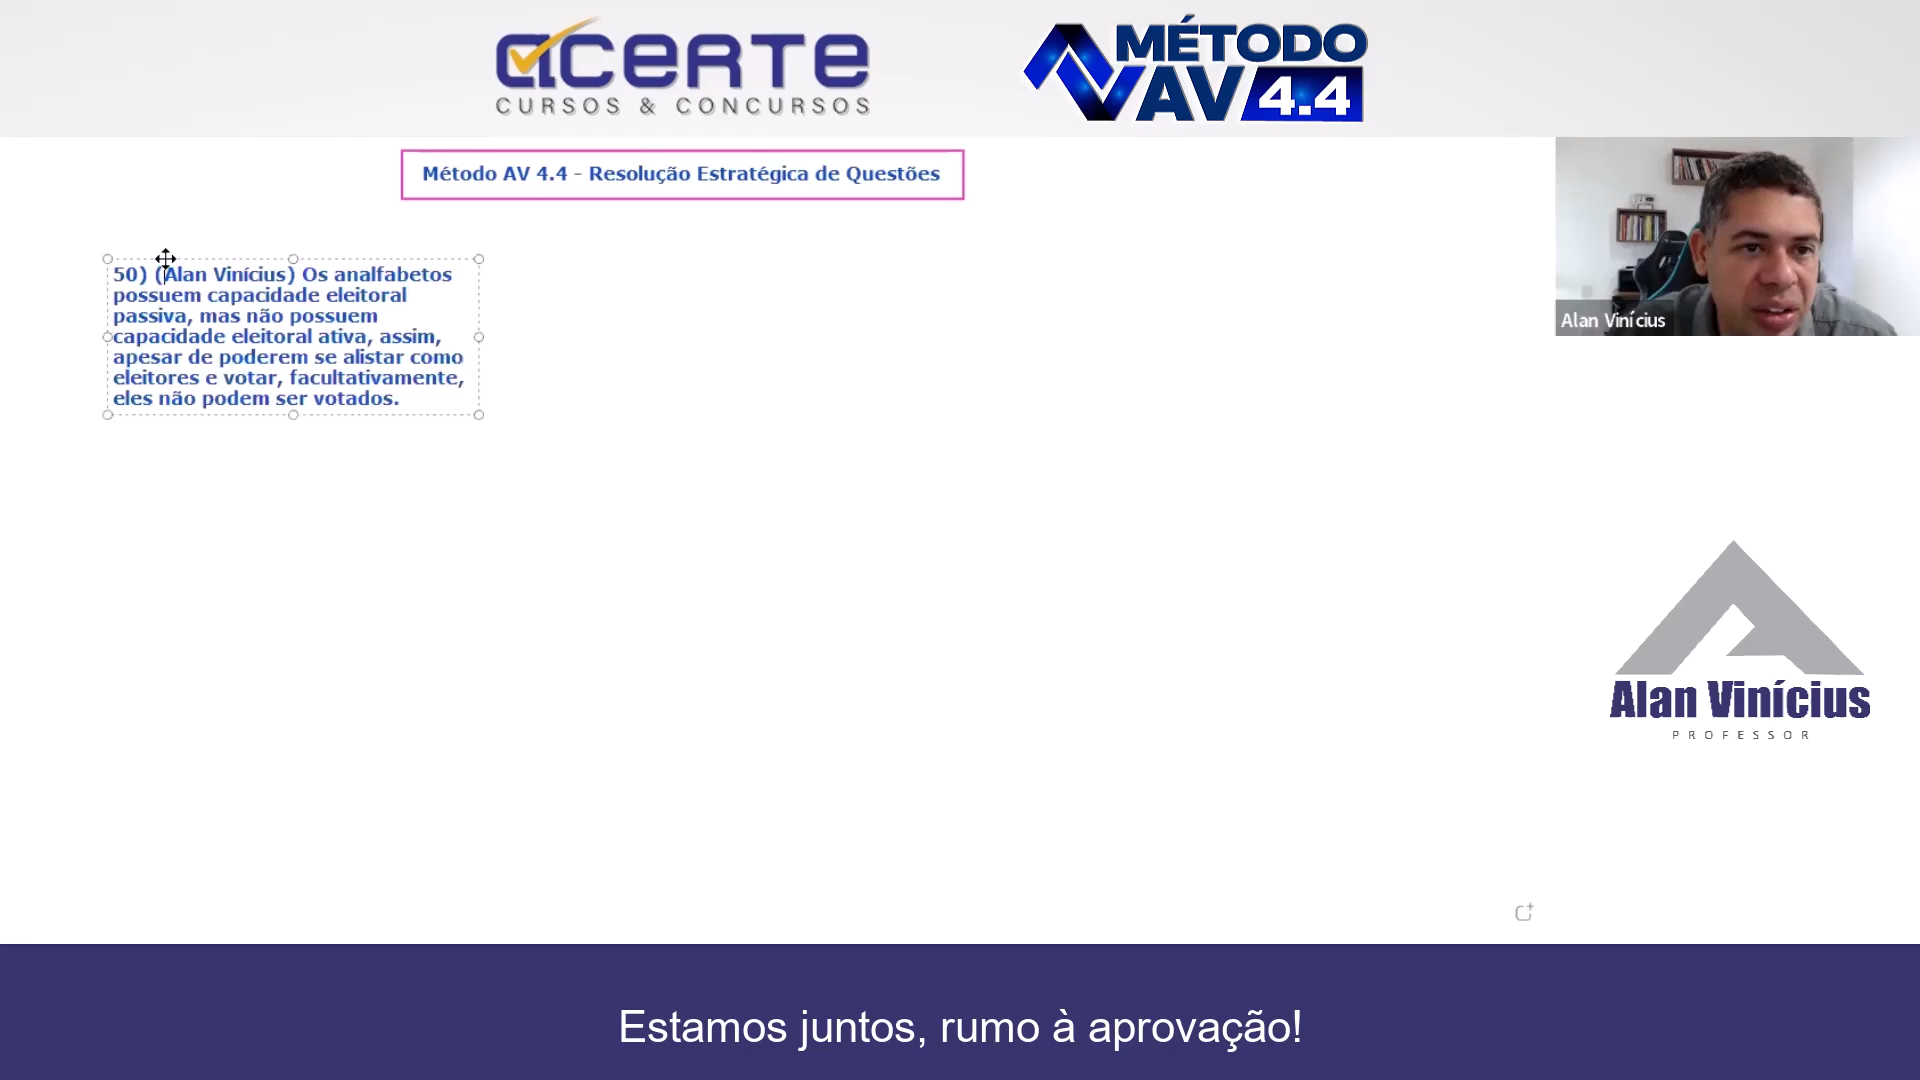 acerte
CURSOS & CONCURSOS
MÉTODO
AV 4.4
Método AV 4.4 - Resolução Estratégica de Questões
50) (Alan Vinícius) Os analfabetos
possuem capacidade eleitoral
passiva, mas não possuem
capacidade eleitoral ativa, assim,
apesar de poderem se alistar como
eleitores e votar, facultativamente,
eles não podem ser votados.
Alan Vinícius
Alan Vinícius
PROFESSOR
Estamos juntos, rumo à aprovação!